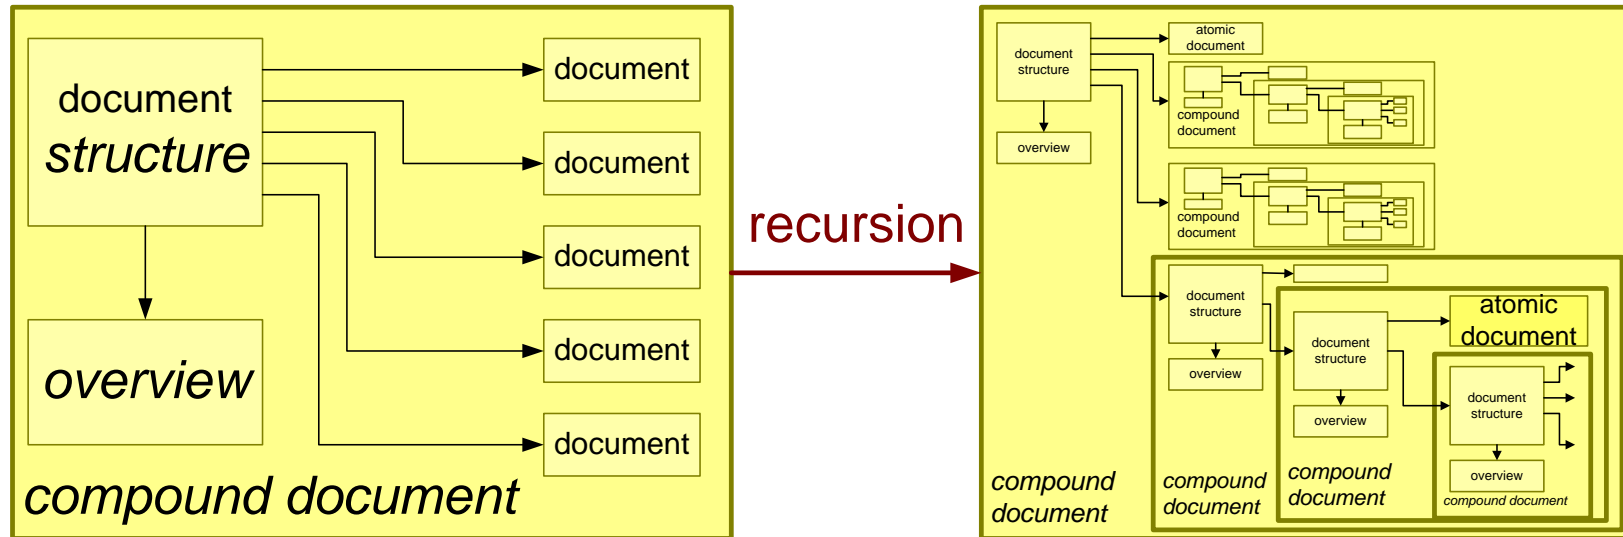 document
structure
overview
compound document
document
document
document
document
document
recursion
document
structure
overview
atomic
document
compound
document
compound
document
document
structure
overview
document
structure
overview
atomic
document
document
structure
overview
compound document
compound
document
compound
document
compound
document